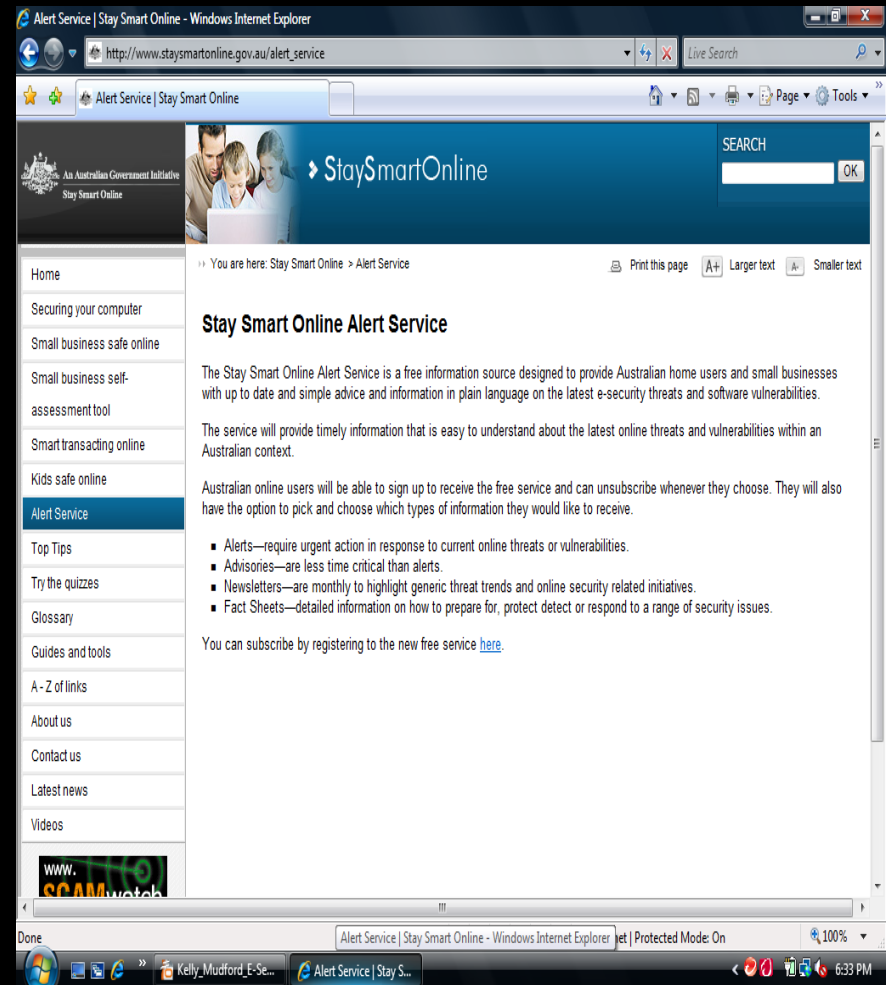 Alert Service | Stay Smart Online - Windows Internet Explorer
http://www.staysmartonline.gov.au/alert_service
Live Search
Alert Service | Stay Smart Online
Page
Tools
An Australian Government Initiative
Stay Smart Online
StaySmartOnline
SEARCH
OK
You are here: Stay Smart Online > Alert Service
Print this page
A+ Larger text
A- Smaller text
Home
Securing your computer
Small business safe online
Small business self-
assessment tool
Smart transacting online
Kids safe online
Alert Service
Top Tips
Try the quizzes
Glossary
Guides and tools
A - Z of links
About us
Contact us
Latest news
Videos
www.
SCAMwatch
Stay Smart Online Alert Service
The Stay Smart Online Alert Service is a free information source designed to provide Australian home users and small businesses
with up to date and simple advice and information in plain language on the latest e-security threats and software vulnerabilities.
The service will provide timely information that is easy to understand about the latest online threats and vulnerabilities within an
Australian context.
Australian online users will be able to sign up to receive the free service and can unsubscribe whenever they choose. They will also
have the option to pick and choose which types of information they would like to receive.
Alerts—require urgent action in response to current online threats or vulnerabilities.
Advisories—are less time critical than alerts.
Newsletters—are monthly to highlight generic threat trends and online security related initiatives.
Fact Sheets—detailed information on how to prepare for, protect detect or respond to a range of security issues.
You can subscribe by registering to the new free service here.
Done
Alert Service | Stay Smart Online - Windows Internet Explorer
net | Protected Mode: On
100%
Kelly_Mudford_E-Se...
Alert Service | Stay S...
6:33 PM